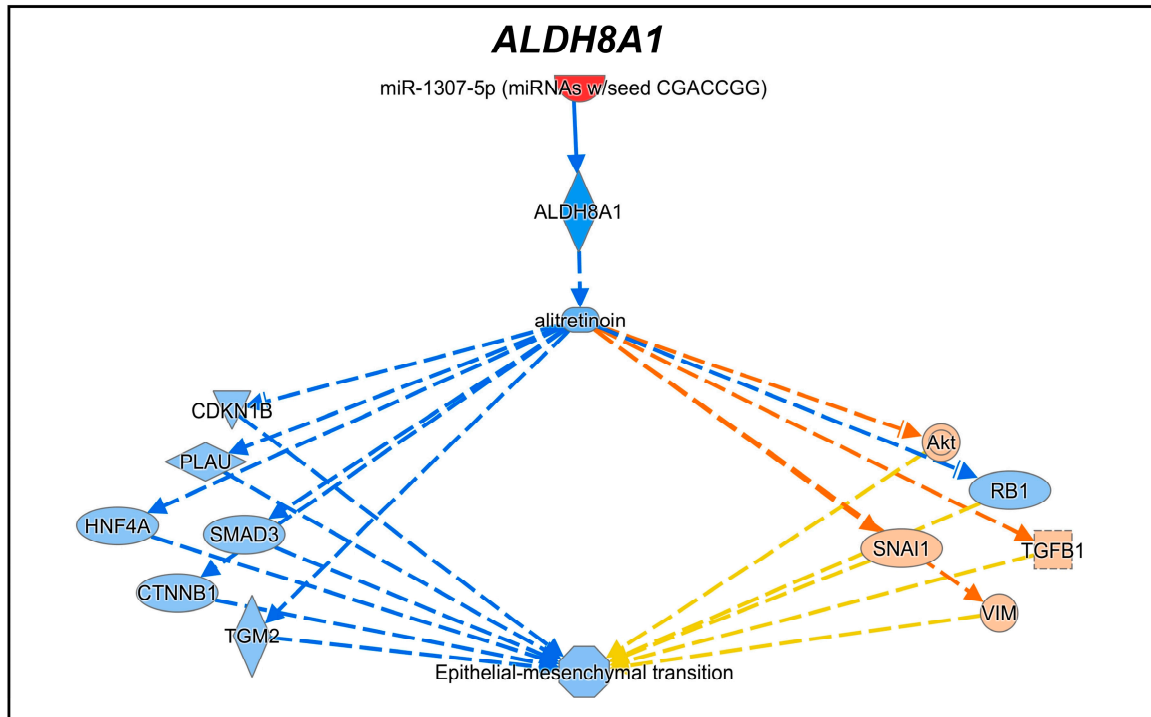 ALDH8A1
miR-1307-5p (miRNAs w/seed CGACCGG)
ALDH8A1
alitretinoin
CDKN1B
Akt
PLAU
RB1
HNF4A
SMAD3
SNAI1
TGFB1
CTNNB1
VIM
TGM2
Epithelial-mesenchymal transition